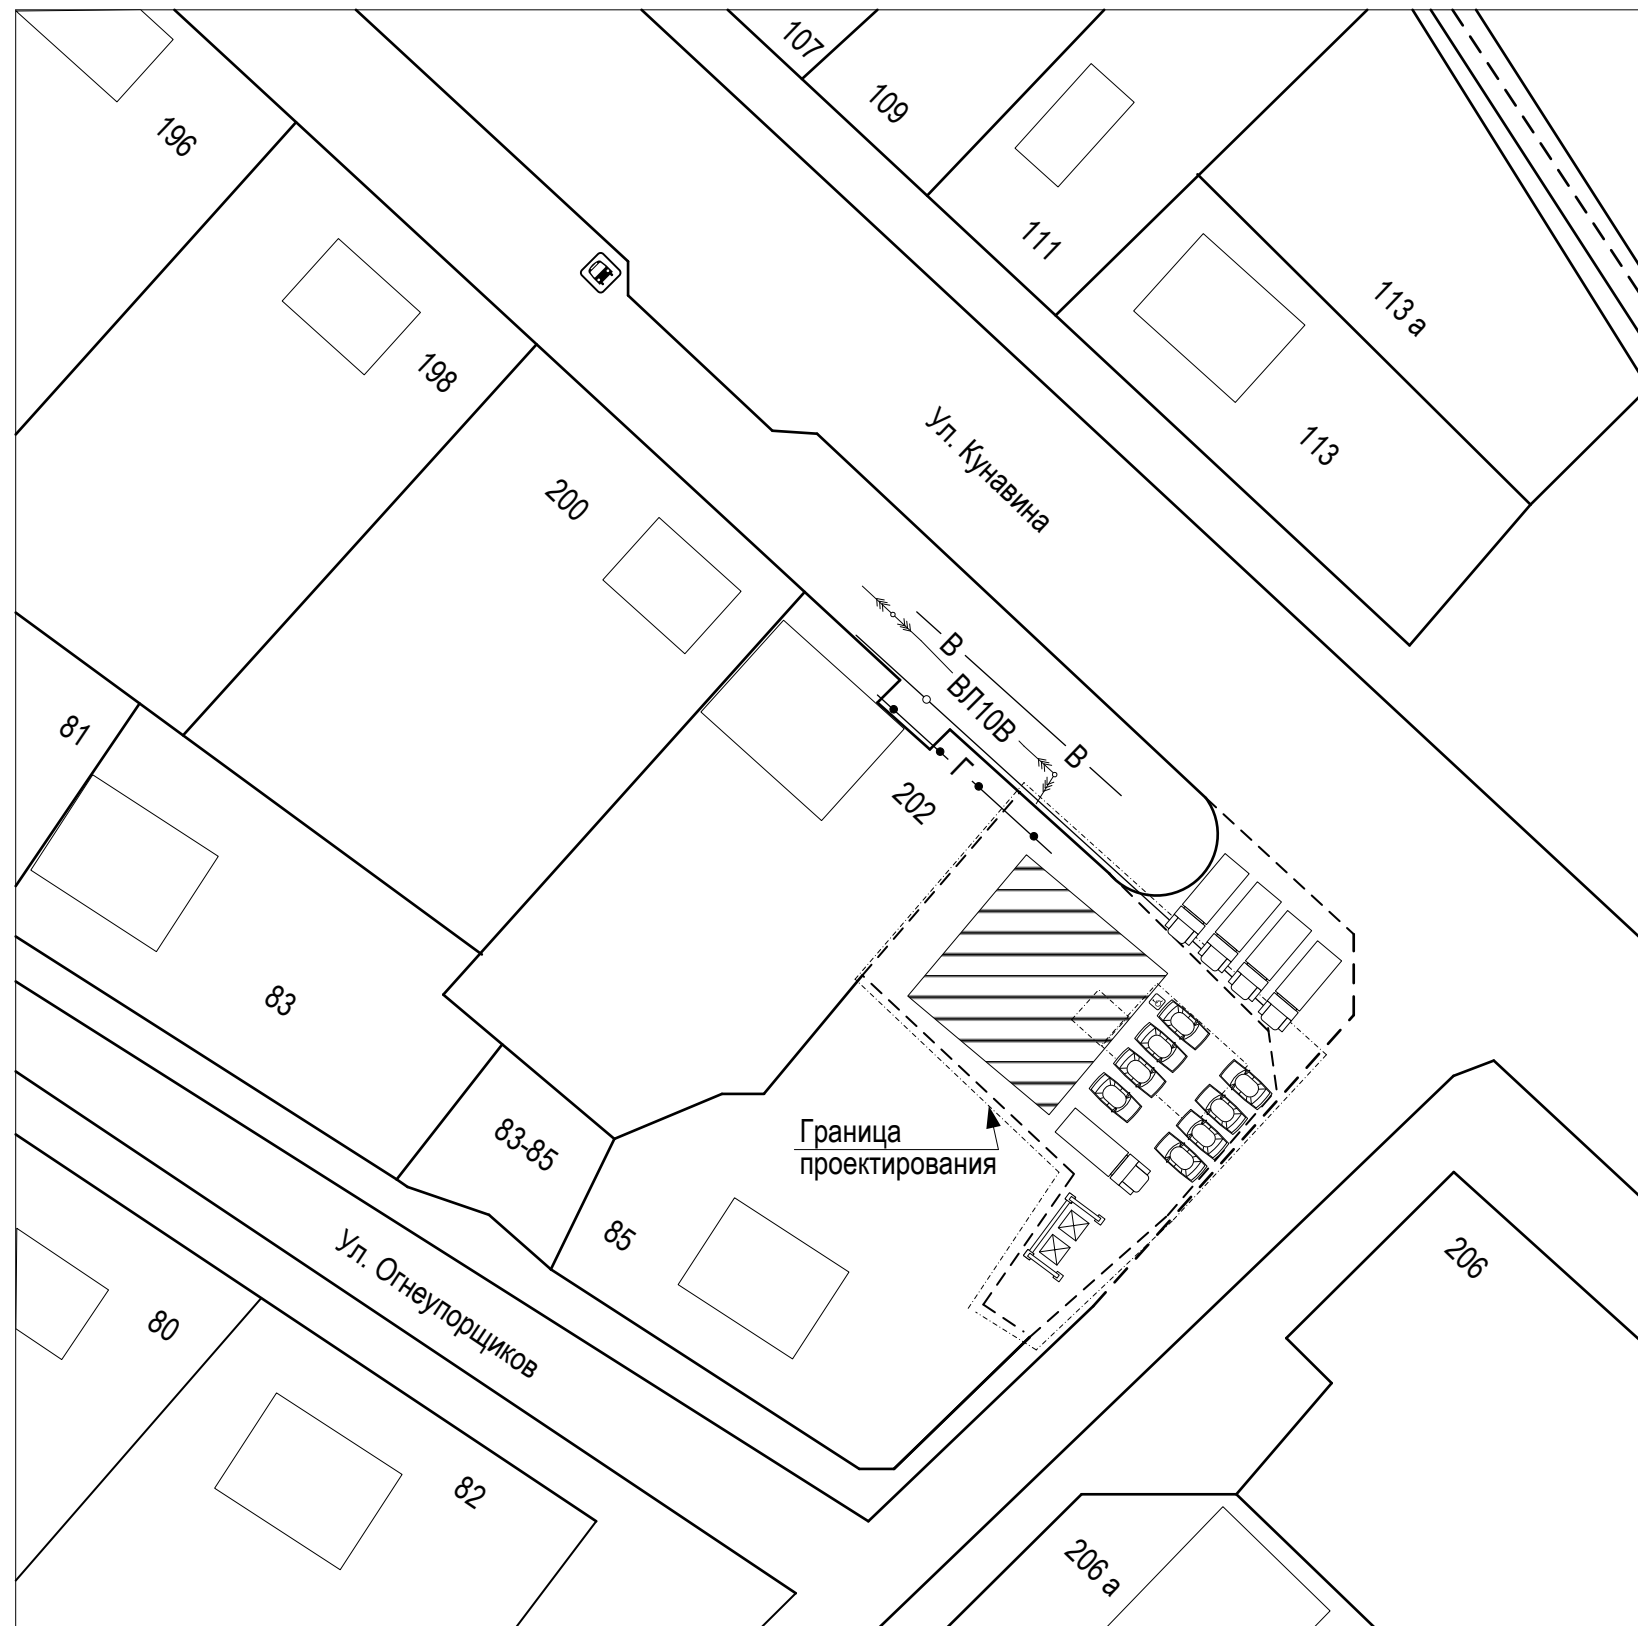 107
109
196
111
113 а
198
Ул. Кунавина
113
200
В
ВЛ10В
В
81
Г
202
83
Граница
проектирования
83-85
85
Ул. Огнеупорщиков
206
80
82
206 а